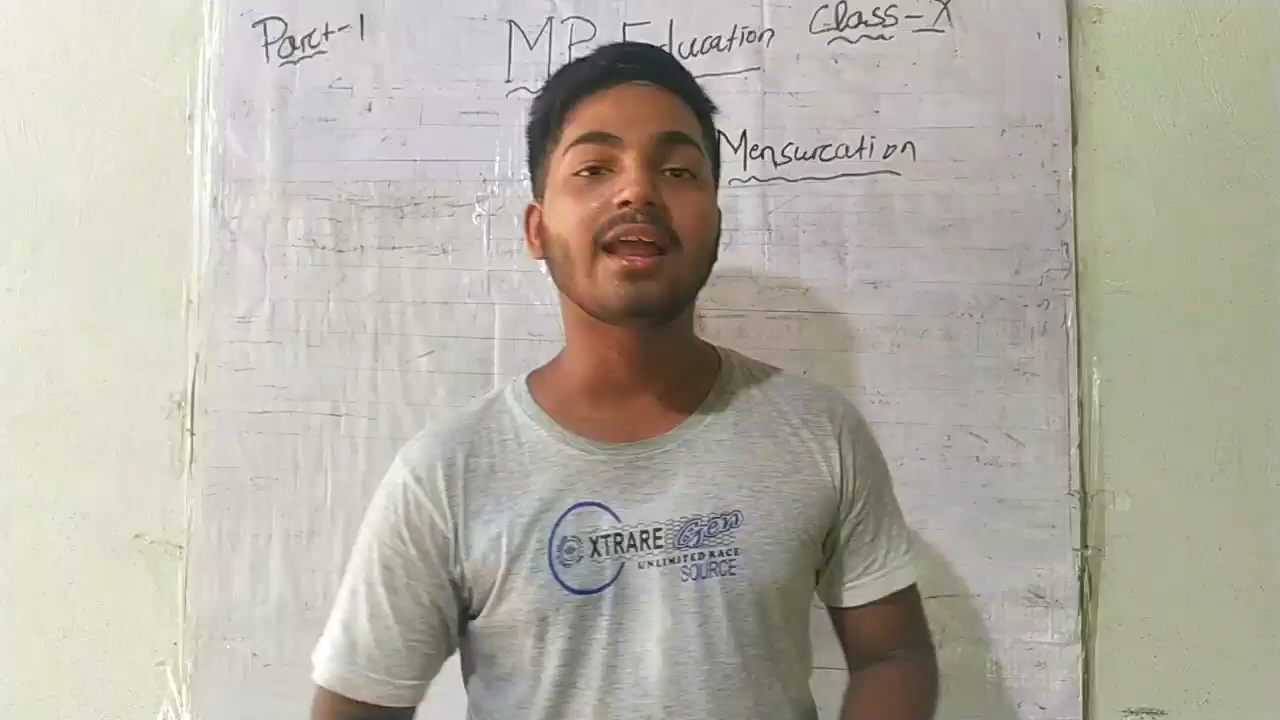 Part-1
MP Education
Class-X
Mensuration
XTRARE Gen
UNLIMITED RACE
SOURCE